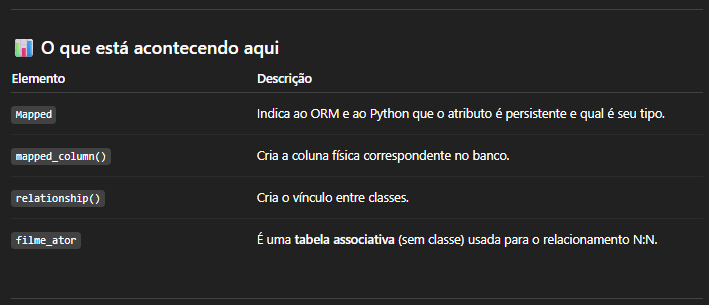 📊 O que está acontecendo aqui
Elemento Descrição
Mapped Indica ao ORM e ao Python que o atributo é persistente e qual é seu tipo.
mapped_column() Cria a coluna física correspondente no banco.
relationship() Cria o vínculo entre classes.
filme_ator É uma tabela associativa (sem classe) usada para o relacionamento N:N.